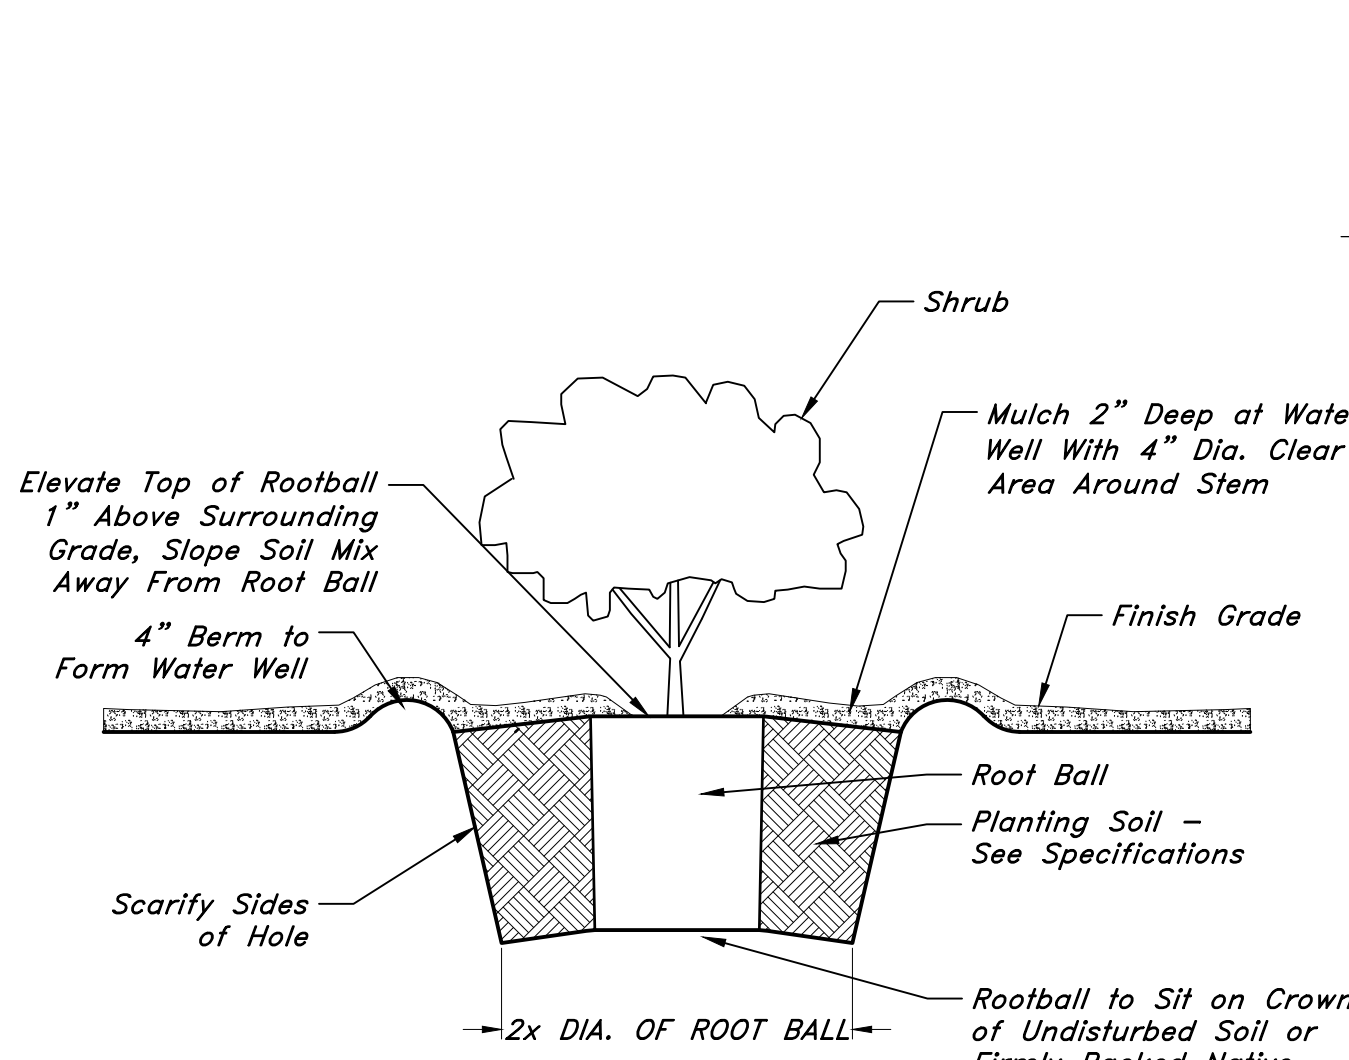 Shrub
Mulch 2” Deep at Wate
Well With 4” Dia. Clear
Area Around Stem
Elevate Top of Rootball
1” Above Surrounding
Grade, Slope Soil Mix
Away From Root Ball
4” Berm to
Form Water Well
Finish Grade
Root Ball
Planting Soil –
See Specifications
Scarify Sides
of Hole
Rootball to Sit on Crown
of Undisturbed Soil or
Firmly Packed Native
2x DIA. OF ROOT BALL